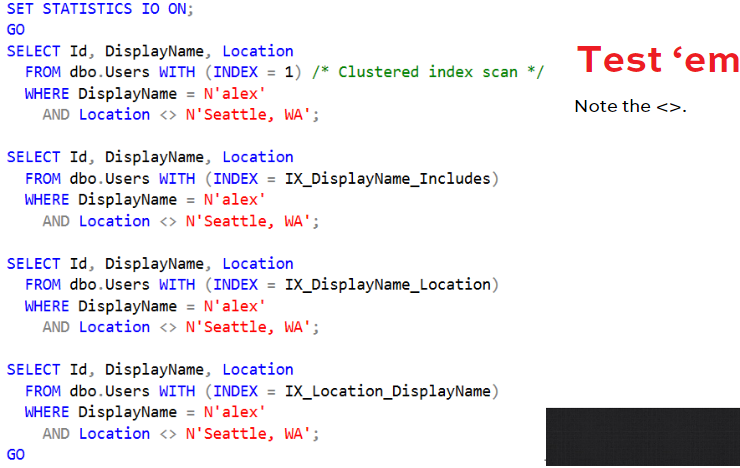 SET STATISTICS IO ON;
GO
SELECT Id, DisplayName, Location
FROM dbo.Users WITH (INDEX = 1) /* Clustered index scan */
WHERE DisplayName = N'alex'
AND Location <> N'Seattle, WA';
SELECT Id, DisplayName, Location
FROM dbo.Users WITH (INDEX = IX_DisplayName_Includes)
WHERE DisplayName = N'alex'
AND Location <> N'Seattle, WA';
SELECT Id, DisplayName, Location
FROM dbo.Users WITH (INDEX = IX_DisplayName_Location)
WHERE DisplayName = N'alex'
AND Location <> N'Seattle, WA';
SELECT Id, DisplayName, Location
FROM dbo.Users WITH (INDEX = IX_Location_DisplayName)
WHERE DisplayName = N'alex'
AND Location <> N'Seattle, WA';
GO
Test ‘em
Note the <>.